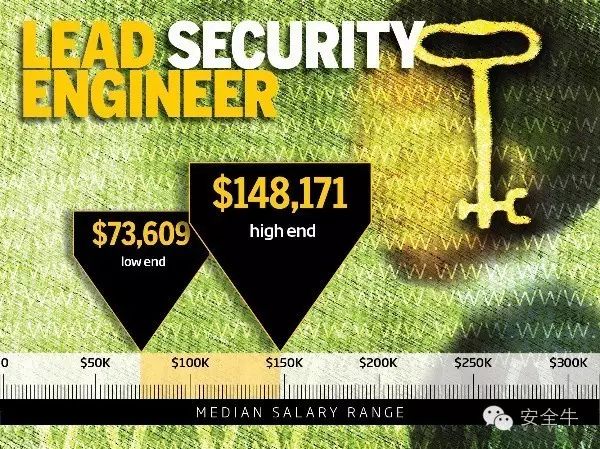 LEAD SECURITY
ENGINEER
$148,171
high end
$73,609
low end
0 $50K $100K $150K $200K $250K $300K
MEDIAN SALARY RANGE
安全牛